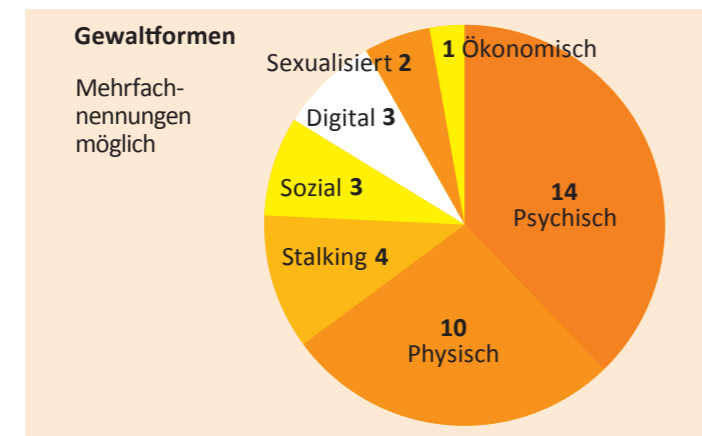 Gewaltformen
Mehrfach-
nennungen
möglich
Sexualisiert 2
1 Ökonomisch
Digital 3
Sozial 3
Stalking 4
14
Psychisch
10
Physisch